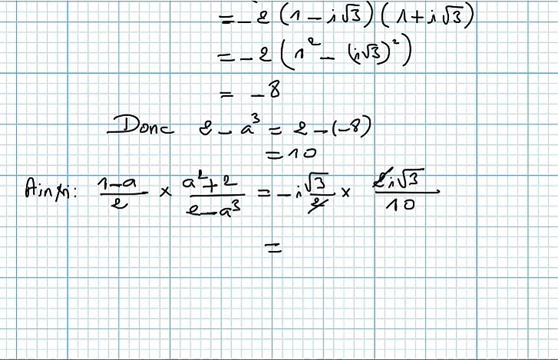 = -2 (1 - i√3) (1 + i√3)
= -2 (1² - (i√3)²)
= -8
Donc 2 - a³ = 2 - (-8)
= 10
Ainsi: (1-a)/2 × (a²+2)/(2-a³) = -i √3/2 × 2i√3/10
=